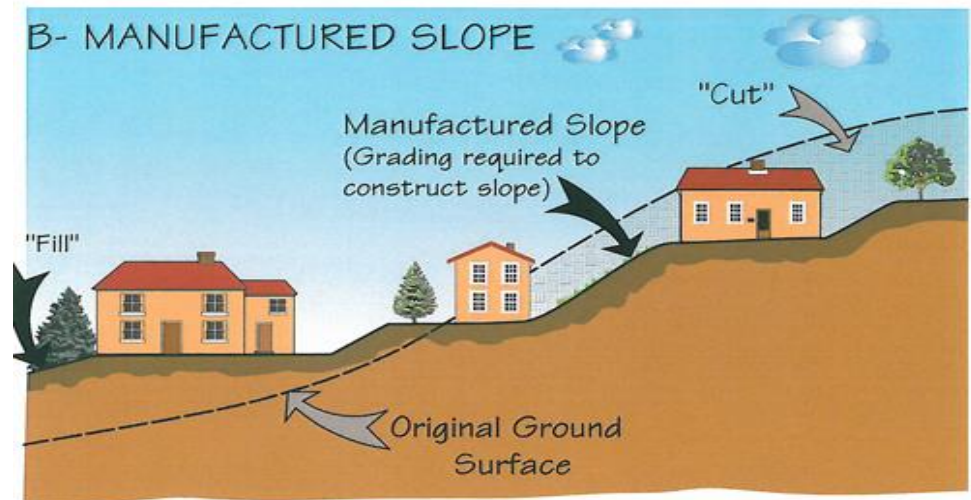 B- MANUFACTURED SLOPE
"Cut"
Manufactured Slope
(Grading required to
construct slope)
"Fill"
Original Ground
Surface